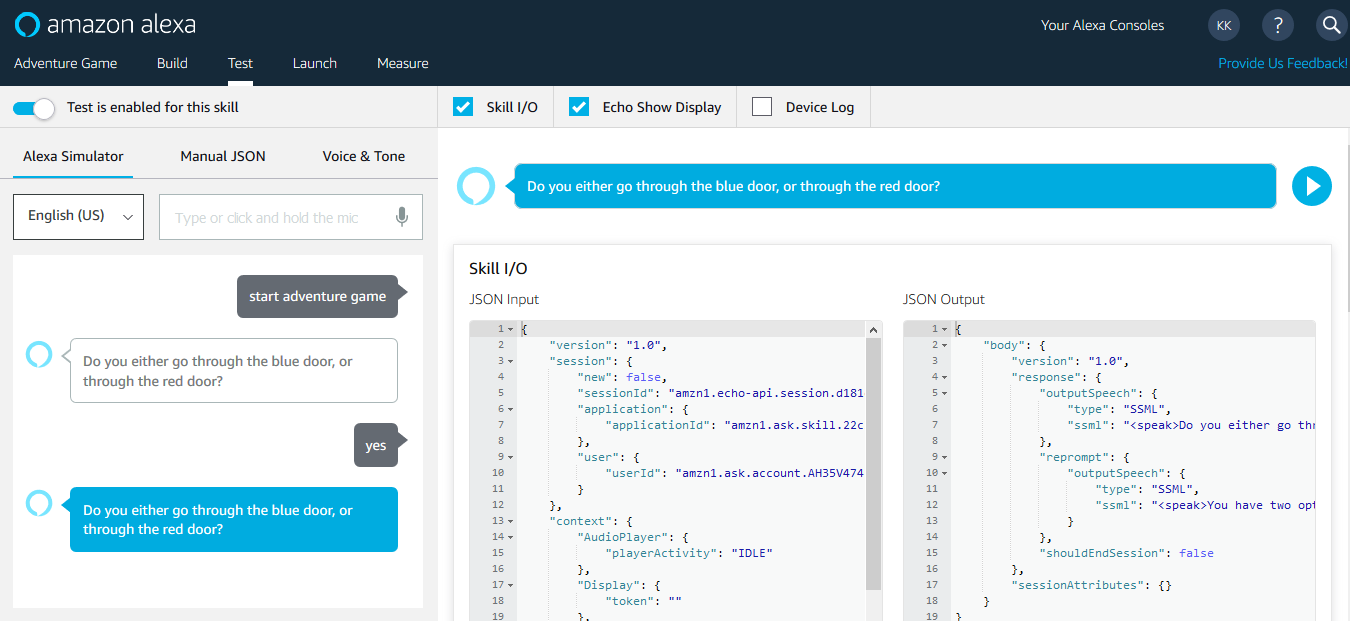 amazon alexa
Your Alexa Consoles
KK
?
Adventure Game
Build
Test
Launch
Measure
Provide Us Feedback!
Test is enabled for this skill
Skill I/O
Echo Show Display
Device Log
Alexa Simulator
Manual JSON
Voice & Tone
English (US)
Type or click and hold the mic
start adventure game
Do you either go through the blue door, or
through the red door?
yes
Do you either go through the blue door, or
through the red door?
Do you either go through the blue door, or through the red door?
Skill I/O
JSON Input
1 {
2 "version": "1.0",
3 "session": {
4 "new": false,
5 "sessionId": "amzn1.echo-api.session.d181
6 "application": {
7 "applicationId": "amzn1.ask.skill.22c
8 },
9 "user": {
10 "userId": "amzn1.ask.account.AH35V474
11 }
12 },
13 "context": {
14 "AudioPlayer": {
15 "playerActivity": "IDLE"
16 },
17 "Display": {
18 "token": ""
19 },
JSON Output
1 {
2 "body": {
3 "version": "1.0",
4 "response": {
5 "outputSpeech": {
6 "type": "SSML",
7 "ssml": "<speak>Do you either go thr
8 },
9 "reprompt": {
10 "outputSpeech": {
11 "type": "SSML",
12 "ssml": "<speak>You have two opt
13 }
14 },
15 "shouldEndSession": false
16 },
17 "sessionAttributes": {}
18 }
19 }